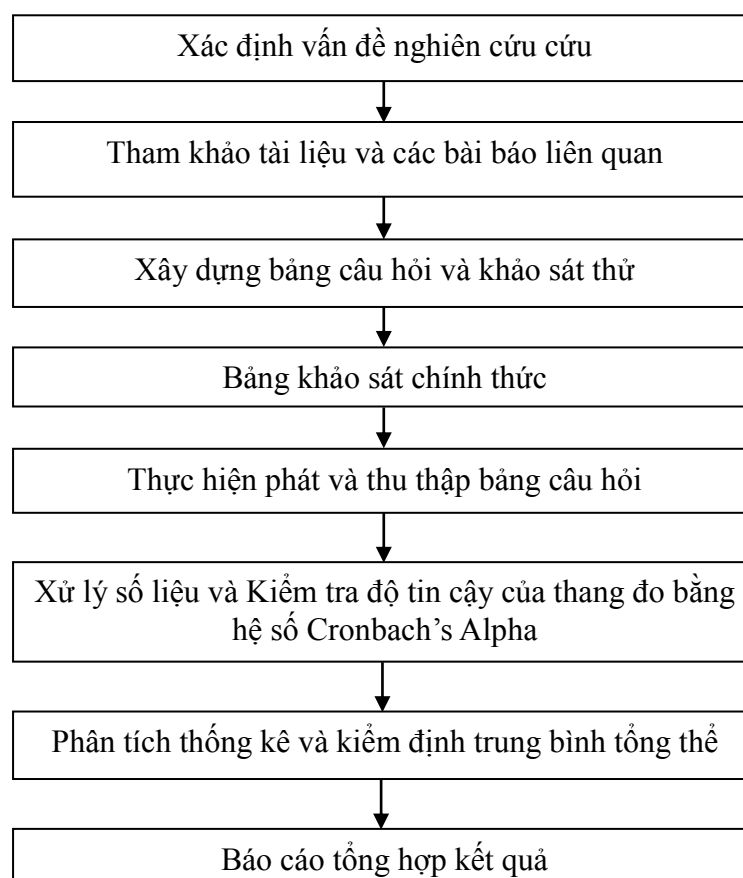 Xác định vấn đề nghiên cứu cứu
Tham khảo tài liệu và các bài báo liên quan
Xây dựng bảng câu hỏi và khảo sát thử
Bảng khảo sát chính thức
Thực hiện phát và thu thập bảng câu hỏi
Xử lý số liệu và Kiểm tra độ tin cậy của thang đo bằng
hệ số Cronbach’s Alpha
Phân tích thống kê và kiểm định trung bình tổng thể
Báo cáo tổng hợp kết quả